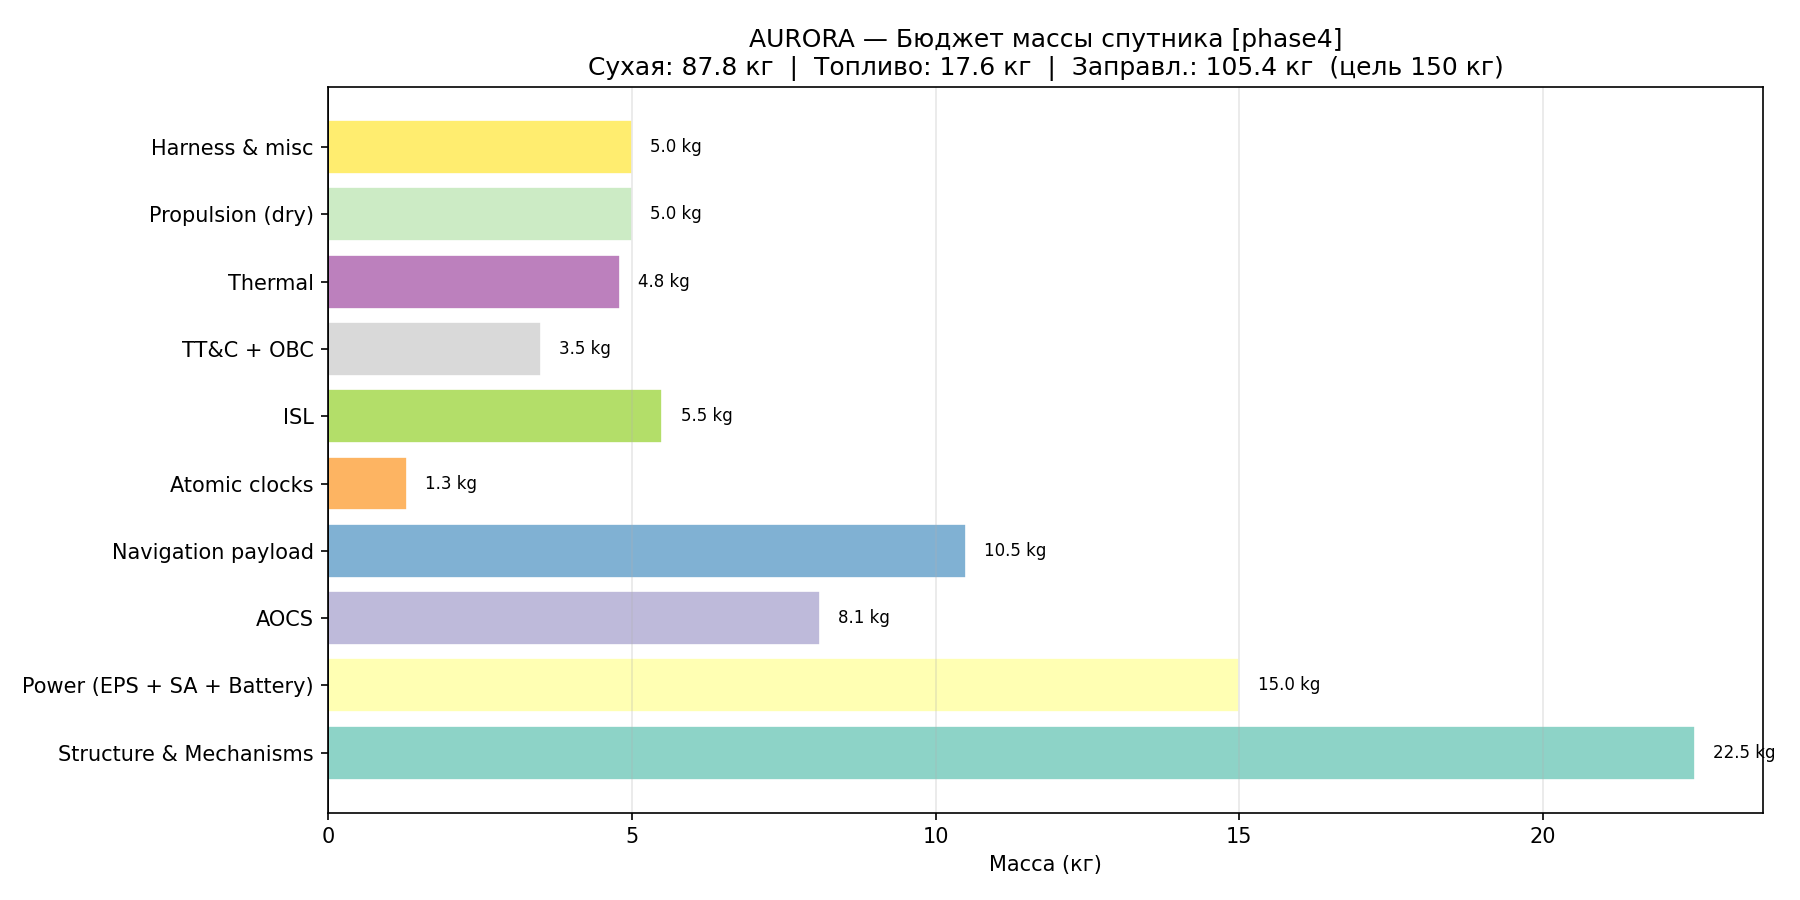 AURORA — Бюджет массы спутника [phase4]
Сухая: 87.8 кг | Топливо: 17.6 кг | Заправл.: 105.4 кг (цель 150 кг)
Harness & misc 5.0 kg
Propulsion (dry) 5.0 kg
Thermal 4.8 kg
TT&C + OBC 3.5 kg
ISL 5.5 kg
Atomic clocks 1.3 kg
Navigation payload 10.5 kg
AOCS 8.1 kg
Power (EPS + SA + Battery) 15.0 kg
Structure & Mechanisms 22.5 kg
0 5 10 15 20
Масса (кг)